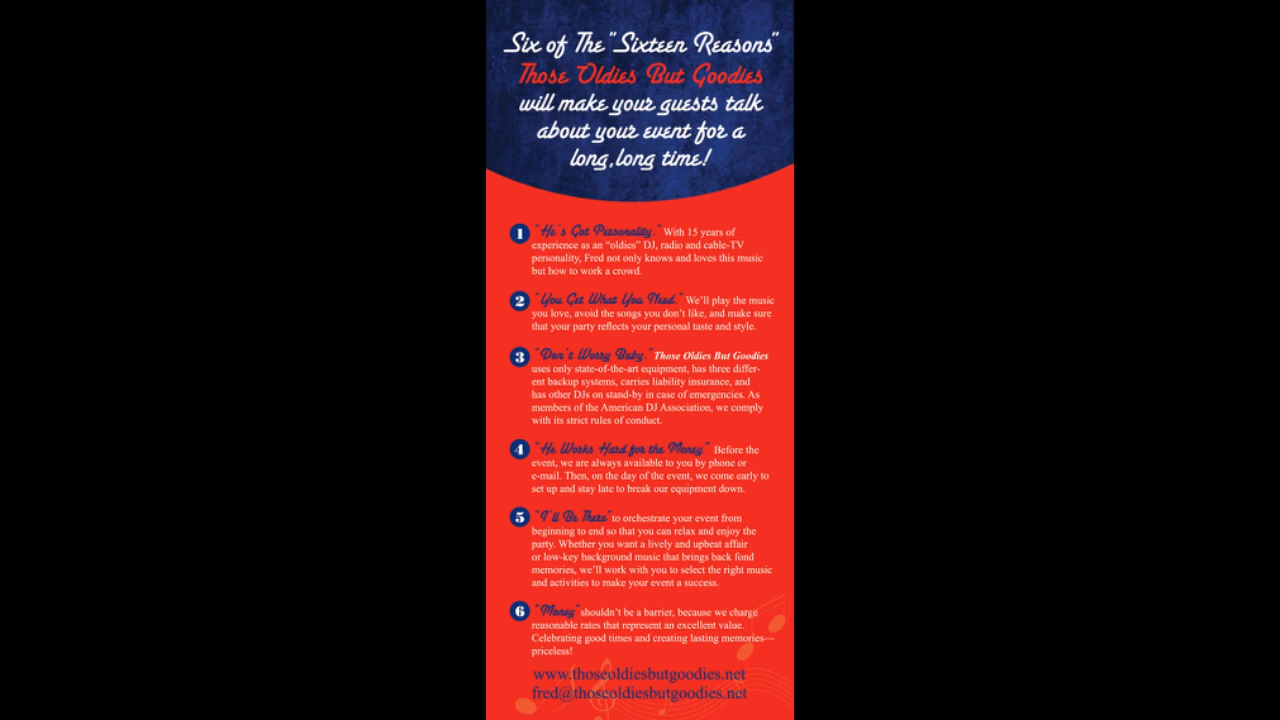 Six of The "Sixteen Reasons"
Those Oldies But Goodies
will make your guests talk
about your event for a
long, long time!
1 "He's Got Personality." With 15 years of
experience as an “oldies” DJ, radio and cable-TV
personality, Fred not only knows and loves this music
but how to work a crowd.
2 "You Get What You Need." We’ll play the music
you love, avoid the songs you don’t like, and make sure
that your party reflects your personal taste and style.
3 "Don't Worry Baby." Those Oldies But Goodies
uses only state-of-the-art equipment, has three differ-
ent backup systems, carries liability insurance, and
has other DJs on stand-by in case of emergencies. As
members of the American DJ Association, we comply
with its strict rules of conduct.
4 "He Works Hard for the Money" Before the
event, we are always available to you by phone or
e-mail. Then, on the day of the event, we come early to
set up and stay late to break our equipment down.
5 "I'll Be There" to orchestrate your event from
beginning to end so that you can relax and enjoy the
party. Whether you want a lively and upbeat affair
or low-key background music that brings back fond
memories, we’ll work with you to select the right music
and activities to make your event a success.
6 "Money" shouldn’t be a barrier, because we charge
reasonable rates that represent an excellent value.
Celebrating good times and creating lasting memories—
priceless!
www.thoseoldiesbutgoodies.net
fred@thoseoldiesbutgoodies.net